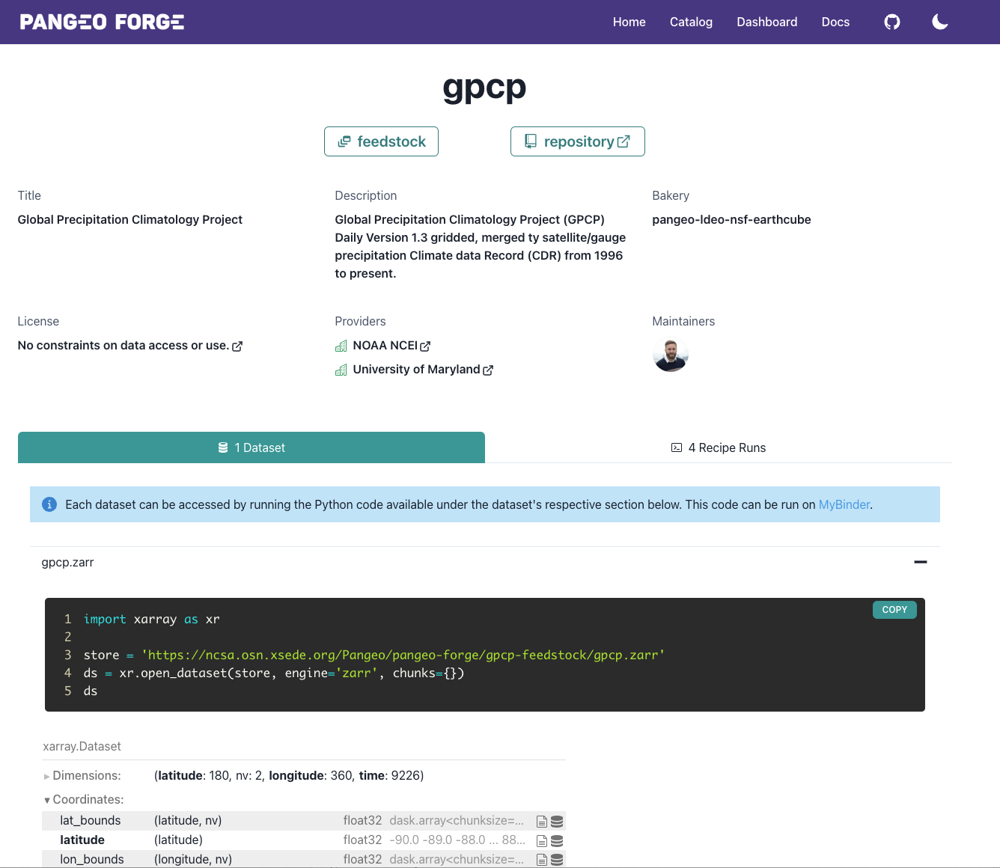 PANGEO FORGE
Home Catalog Dashboard Docs
gpcp
feedstock
repository
Title
Global Precipitation Climatology Project
Description
Global Precipitation Climatology Project (GPCP)
Daily Version 1.3 gridded, merged ty satellite/gauge
precipitation Climate data Record (CDR) from 1996
to present.
Bakery
pangeo-ldeo-nsf-earthcube
License
No constraints on data access or use.
Providers
NOAA NCEI
University of Maryland
Maintainers
1 Dataset
4 Recipe Runs
Each dataset can be accessed by running the Python code available under the dataset's respective section below. This code can be run on MyBinder.
gpcp.zarr
COPY
1 import xarray as xr
2
3 store = 'https://ncsa.osn.xsede.org/Pangeo/pangeo-forge/gpcp-feedstock/gpcp.zarr'
4 ds = xr.open_dataset(store, engine='zarr', chunks={})
5 ds
xarray.Dataset
▸ Dimensions: (latitude: 180, nv: 2, longitude: 360, time: 9226)
▾ Coordinates:
lat_bounds (latitude, nv) float32 dask.array<chunksize=...
latitude (latitude) float32 -90.0 -89.0 -88.0 ... 88...
lon_bounds (longitude, nv) float32 dask.array<chunksize=...